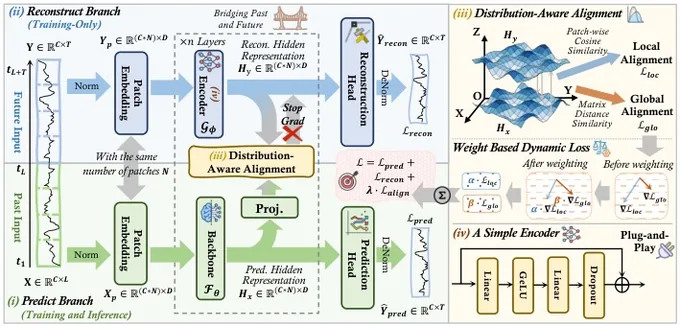 (ii) Reconstruct Branch
(Training-Only)
Y ∈ ℝ^{C×T}
t_{L+T}
Future Input
t_L
Past Input
t_1
X ∈ ℝ^{C×L}
(i) Predict Branch
(Training and Inference)
Norm
Norm
Y_p ∈ ℝ^{(C∗N)×D}
Patch Embedding
With the same
number of patches N
Patch Embedding
X_p ∈ ℝ^{(C∗N)×D}
×n Layers
Encoder
(iv)
𝒢_ϕ
Bridging Past
and Future
Recon. Hidden
Representation
H_y ∈ ℝ^{(C∗N)×D}
Stop
Grad
(iii) Distribution-
Aware Alignment
Proj.
Backbone
ℱ_θ
Pred. Hidden
Representation
H_x ∈ ℝ^{(C∗N)×D}
Reconstruction Head
DeNorm
Ŷ_recon ∈ ℝ^{C×T}
ℒ_recon
ℒ = ℒ_pred +
ℒ_recon +
λ · ℒ_align
Σ
ℒ_pred
Prediction Head
DeNorm
Ŷ_pred ∈ ℝ^{C×T}
(iii) Distribution-Aware Alignment
Z
H_y
O
Y
X
H_x
Patch-wise
Cosine
Similarity
Local
Alignment
ℒ_loc
Matrix
Distance
Similarity
Global
Alignment
ℒ_glo
Weight Based Dynamic Loss
After weighting
Before weighting
α · ℒ_loc
β · ℒ_glo
β · ∇ℒ_glo
α · ∇ℒ_loc
∇ℒ_glo
∇ℒ_loc
(iv) A Simple Encoder
Plug-and-
Play
Linear
GeLU
Linear
Dropout